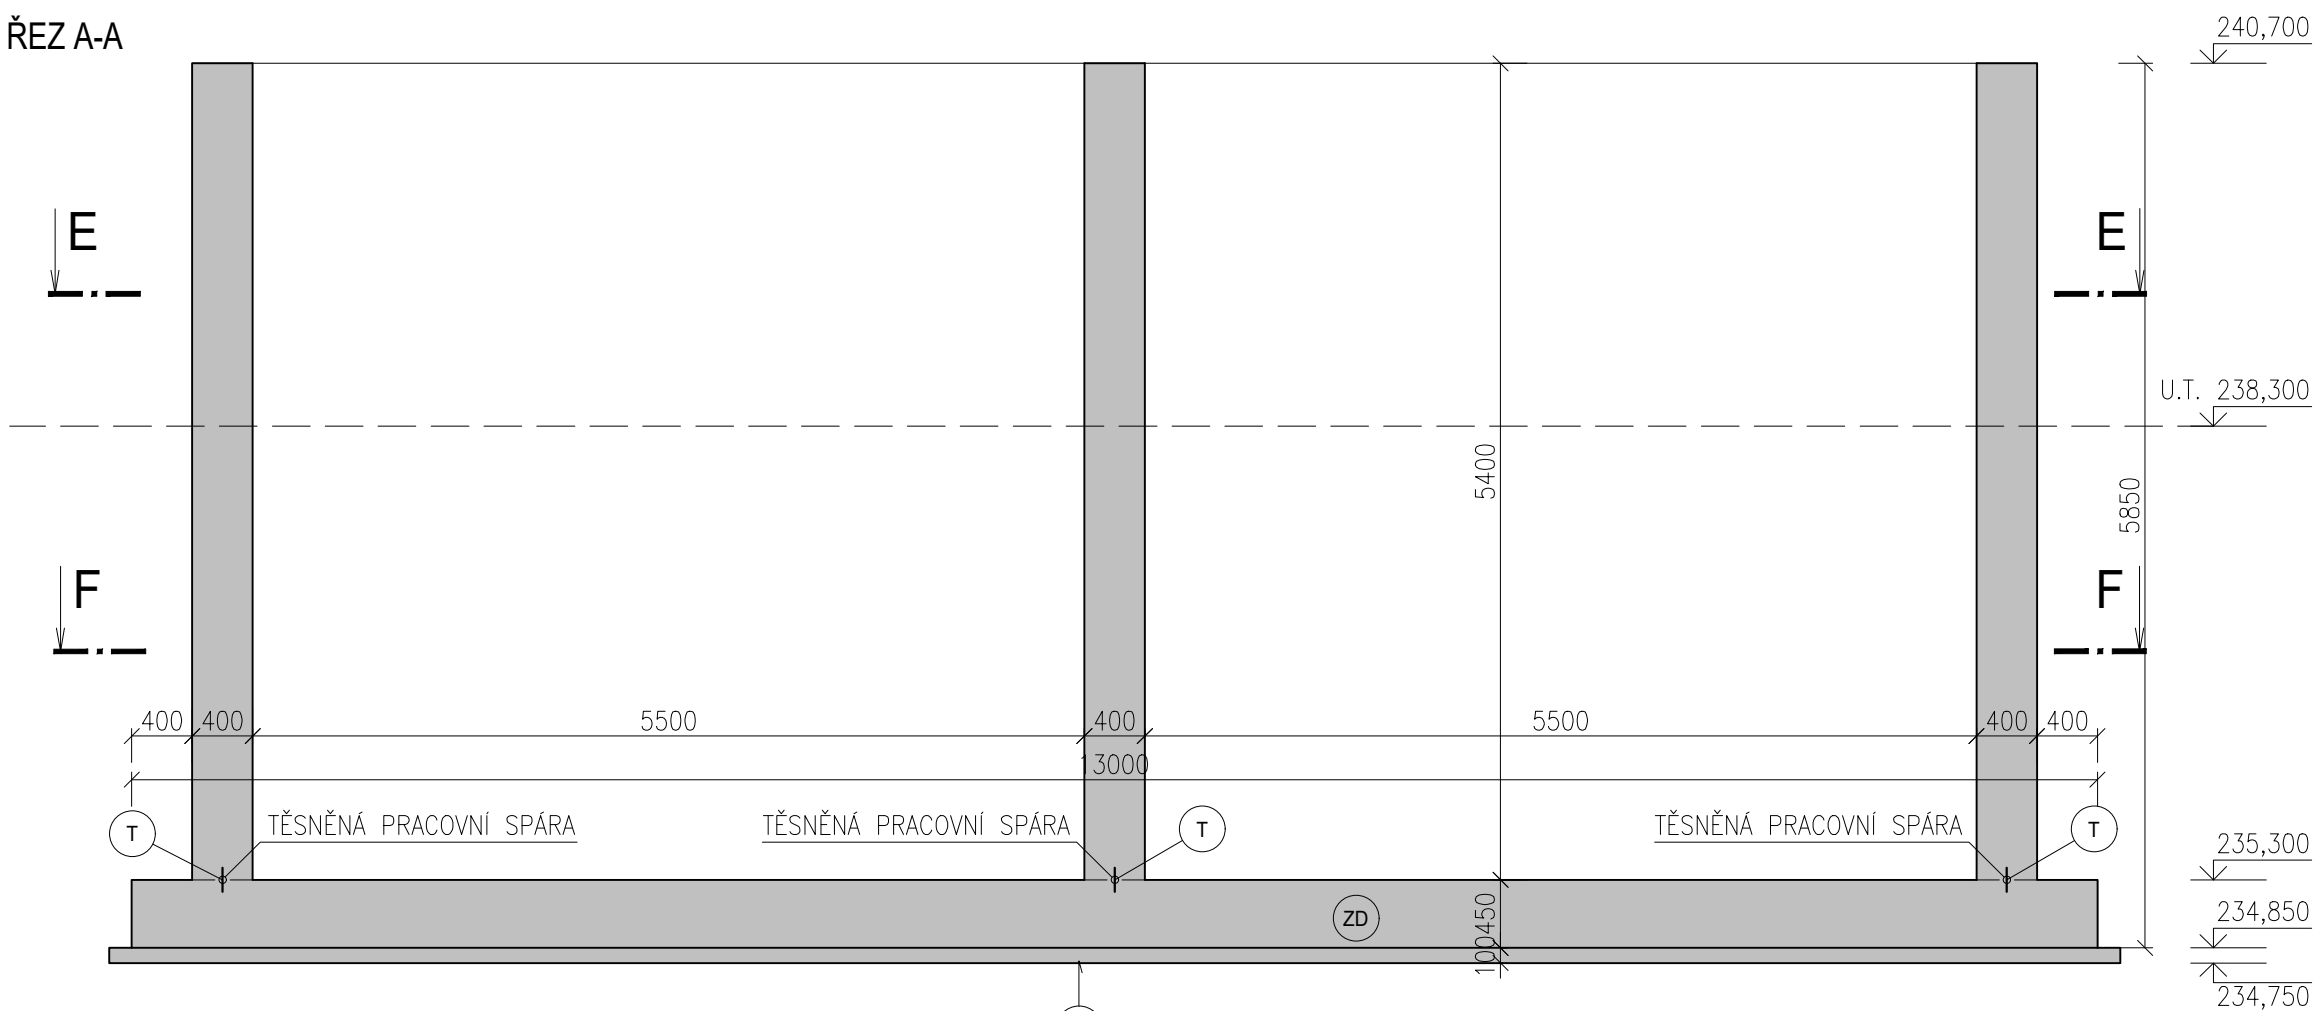 ŘEZ A-A
240,700
E
E
U.T. 238,300
5400
5850
F
F
400 400 5500 400 5500 400 400
13000
TĚSNĚNÁ PRACOVNÍ SPÁRA
TĚSNĚNÁ PRACOVNÍ SPÁRA
TĚSNĚNÁ PRACOVNÍ SPÁRA
T
T
T
235,300
ZD
450
234,850
100
234,750